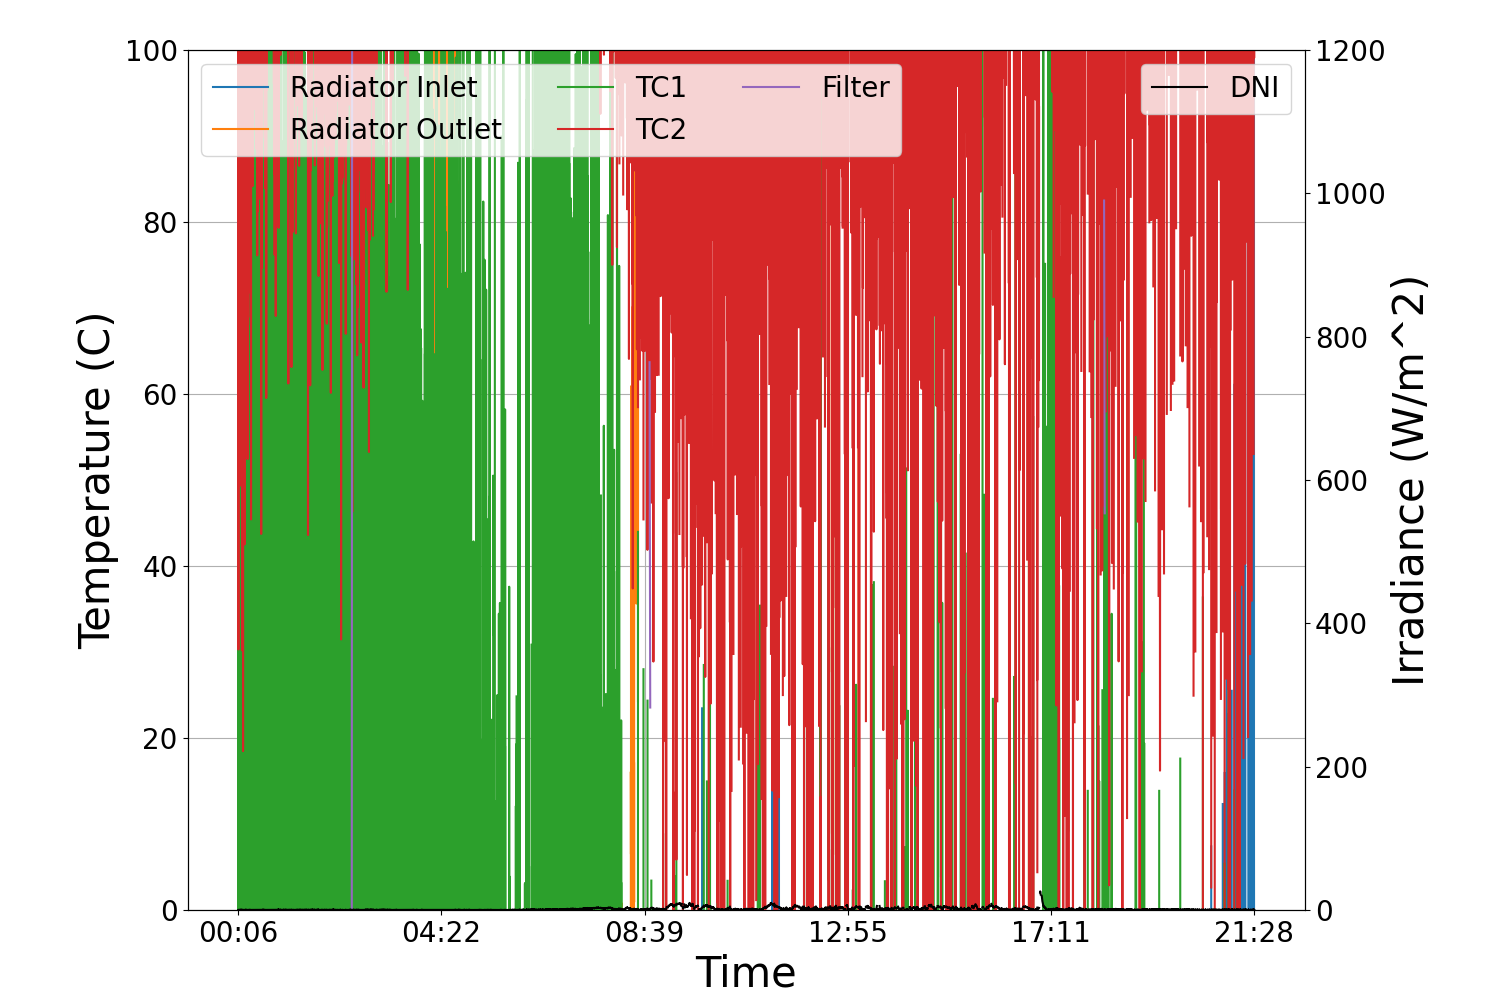 Radiator Inlet
Radiator Outlet
TC1
TC2
Filter
DNI
100
80
60
40
20
0
Temperature (C)
1200
1000
800
600
400
200
0
Irradiance (W/m^2)
00:06 04:22 08:39 12:55 17:11 21:28
Time